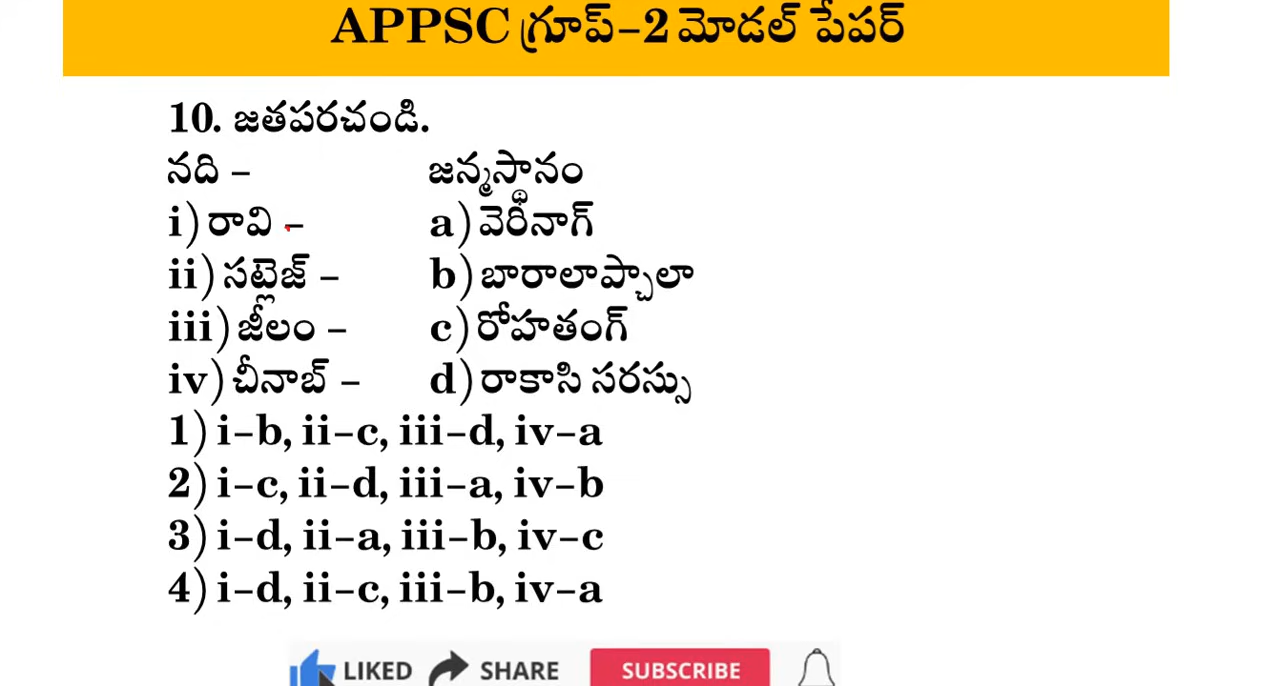 APPSC గ్రూప్-2 మోడల్ పేపర్
10. జతపరచండి.
నది - జన్మస్థానం
i) రావి - a) వెరినాగ్
ii) సట్లెజ్ - b) బారాలాప్చాలా
iii) జీలం - c) రోహతంగ్
iv) చీనాబ్ - d) రాకాసి సరస్సు
1) i-b, ii-c, iii-d, iv-a
2) i-c, ii-d, iii-a, iv-b
3) i-d, ii-a, iii-b, iv-c
4) i-d, ii-c, iii-b, iv-a
LIKED SHARE SUBSCRIBE